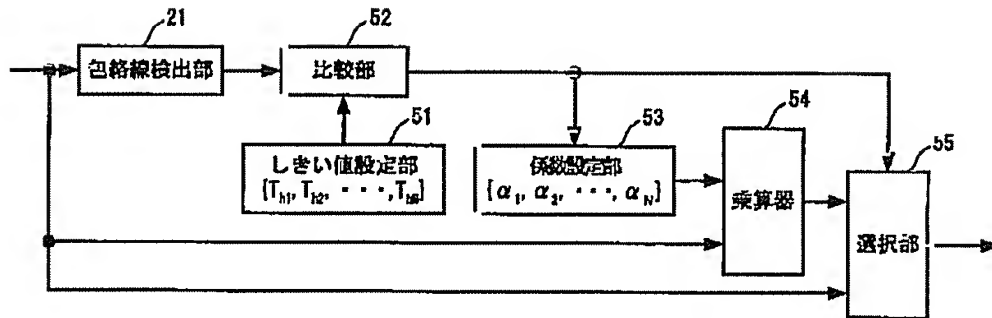 21
包絡線検出部
52
比較部
51
しきい値設定部
{Th1, Th2, ・・・, ThN}
53
係数設定部
{α1, α2, ・・・, αN}
54
乗算器
55
選択部